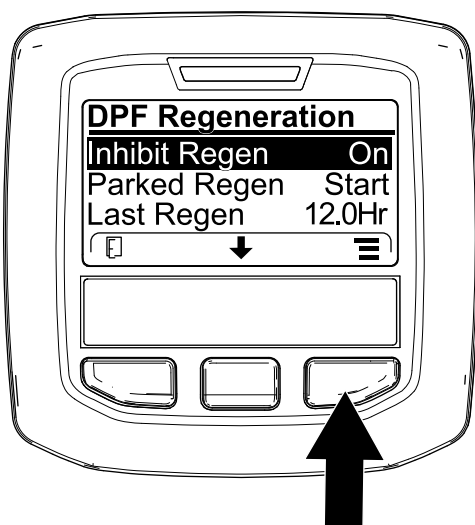 DPF Regeneration
Inhibit Regen On
Parked Regen Start
Last Regen 12.0Hr